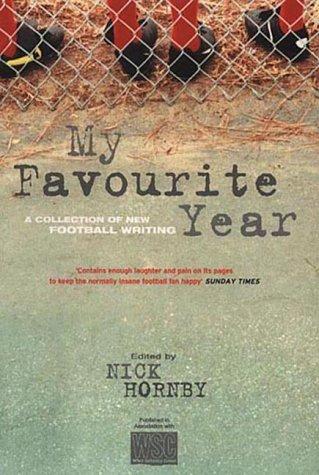 My
Favourite
Year
A COLLECTION OF NEW
FOOTBALL WRITING
'Contains enough laughter and pain on its pages
to keep the normally insane football fan happy' SUNDAY TIMES
Edited by
NICK
HORNBY
Published in
Association with
WSC